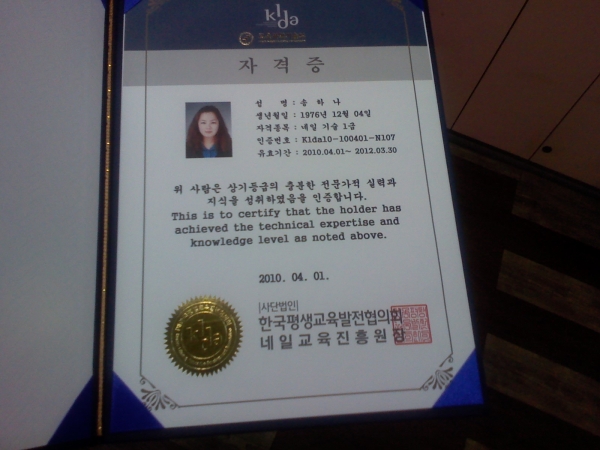 klda
자 격 증
성 명 : 송 하 나
생년월일 : 1976년 12월 04일
자격종목 : 네일 기술 1급
인증번호 : Klda10-100401-N107
유효기간 : 2010.04.01~ 2012.03.30
위 사람은 상기등급의 충분한 전문가적 실력과
지식을 성취하였음을 인증합니다.
This is to certify that the holder has
achieved the technical expertise and
knowledge level as noted above.
2010. 04. 01.
[사단법인]
한국평생교육발전협의회
네일교육진흥원장
klda